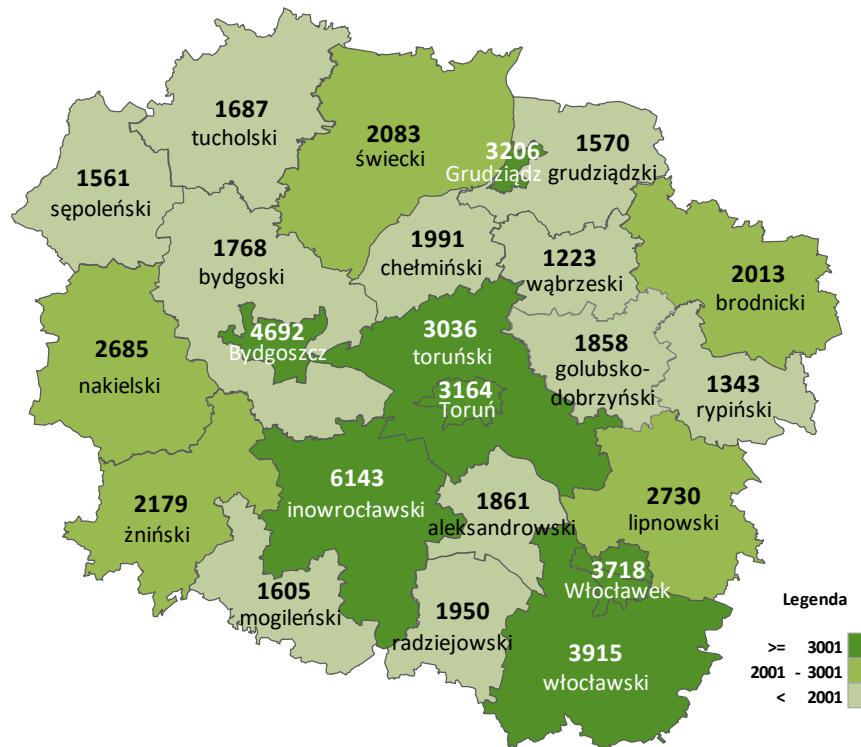 1687
tucholski
2083
świecki
3206
Grudziądz
1570
grudziądzki
1561
sępoleński
1768
bydgoski
1991
chełmiński
1223
wąbrzeski
2013
brodnicki
4692
Bydgoszcz
3036
toruński
1858
golubsko-
dobrzyński
2685
nakielski
3164
Toruń
1343
rypiński
6143
inowrocławski
2179
żniński
1861
aleksandrowski
2730
lipnowski
3718
Włocławek
1605
mogileński
1950
radziejowski
3915
włocławski
Legenda
>= 3001
2001 - 3001
< 2001